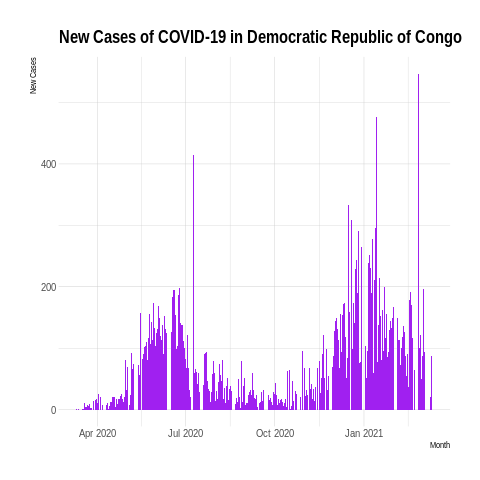 New Cases of COVID-19 in Democratic Republic of Congo
New Cases
400
200
0
Apr 2020
Jul 2020
Oct 2020
Jan 2021
Month